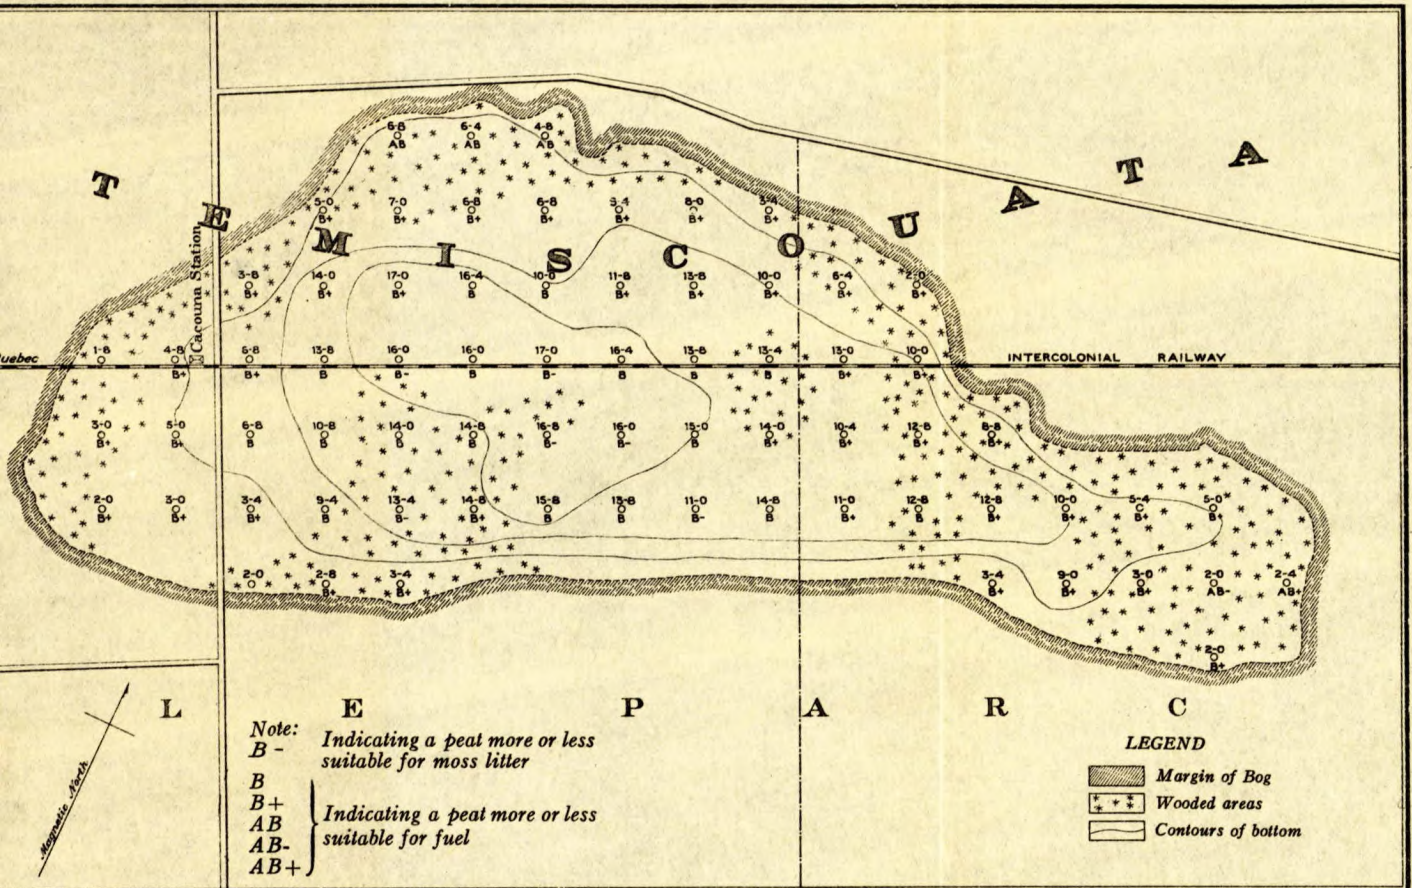 6-8 6-4 4-8
AB AB AB
T E M I S C O U A T A
5-0 7-0 6-8 6-8 8-0 3-4
B+ B+ B+ B+ B+ B+ B+
Cacouna Station
3-8 14-0 17-0 16-4 10-0 11-8 13-8 10-0 6-4 2-0
B+ B+ B+ B B B+ B+ B+ B+ B+
uebec
INTERCOLONIAL RAILWAY
1-8 4-8 6-8 13-8 16-0 16-0 17-0 16-4 13-8 13-4 13-0 10-0
B+ B+ B B- B B- B B B B+ B+
3-0 5-0 6-8 10-8 14-0 14-8 16-8 16-0 15-0 14-0 10-4 12-8 8-8
B+ B+ B B B B B- B- B B+ B+ B+ B+
2-0 3-0 3-4 9-4 13-4 14-8 15-8 13-8 11-0 14-8 11-0 12-8 12-8 10-0 5-4 5-0
B+ B+ B+ B B- B+ B B B- B B+ B+ B+ B+ B+ B+
2-0 2-8 3-4 3-4 9-0 3-0 2-0 2-4
B+ B+ B+ B+ B+ AB- AB+
2-0
B+
L E P A R C
Magnetic North
Note:
B - Indicating a peat more or less
suitable for moss litter
B
B+
AB Indicating a peat more or less
AB- suitable for fuel
AB+
LEGEND
Margin of Bog
Wooded areas
Contours of bottom